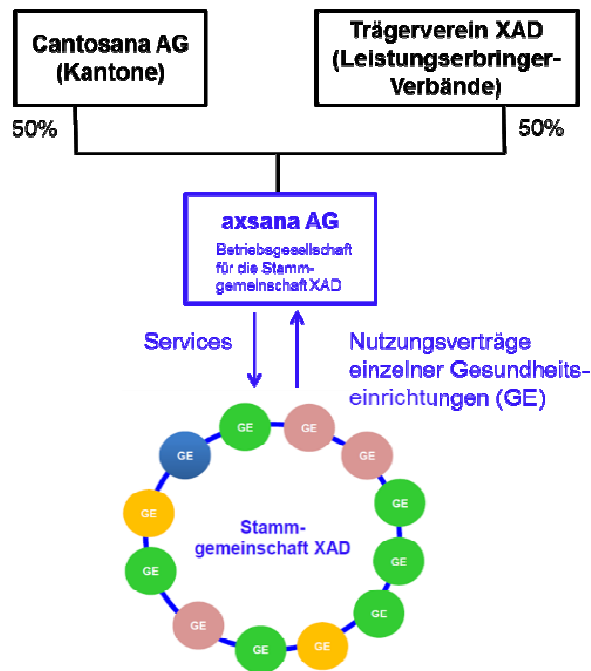 Cantosana AG
(Kantone)
Trägerverein XAD
(Leistungserbringer-
Verbände)
50%
50%
axsana AG
Betriebsgesellschaft
für die Stamm-
gemeinschaft XAD
Services
Nutzungsverträge
einzelner Gesundheits-
einrichtungen (GE)
GE
GE
GE
GE
GE
GE
GE
GE
GE
GE
GE
GE
Stamm-
gemeinschaft XAD